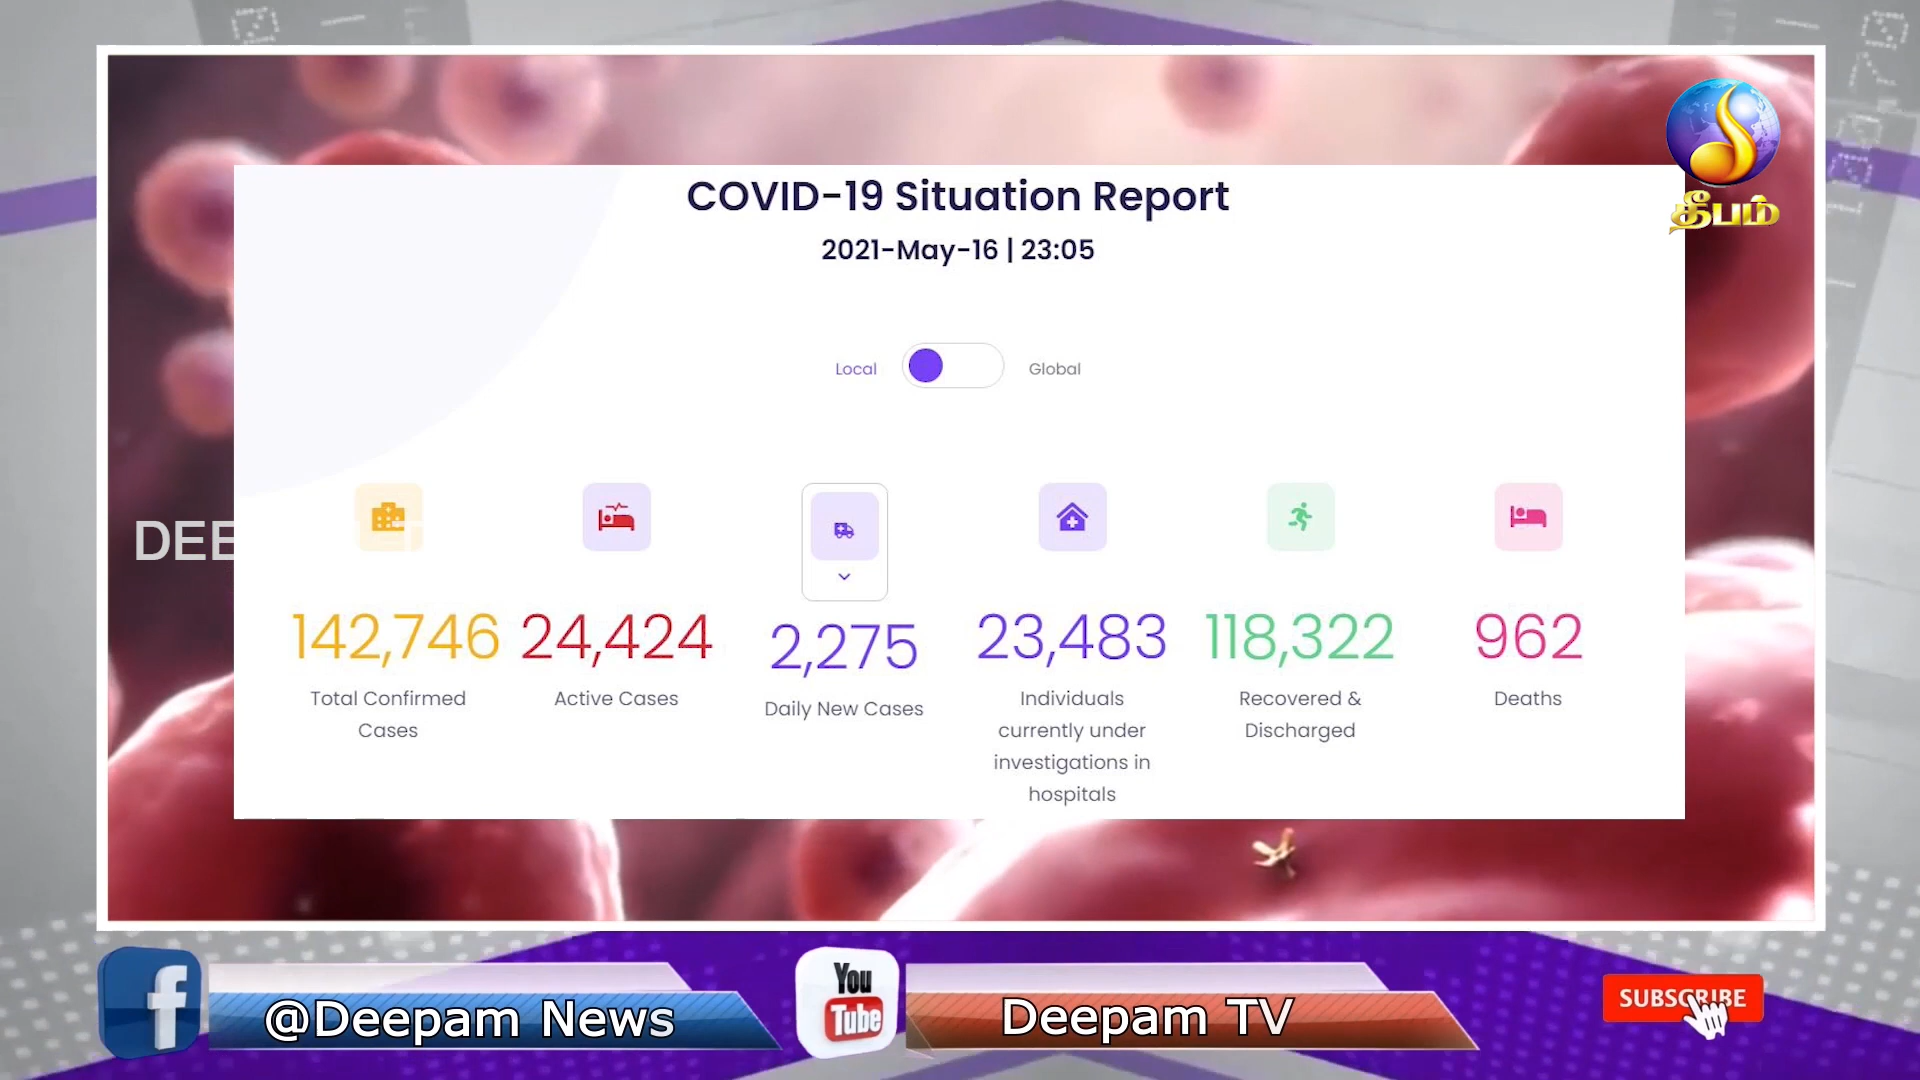 தீபம்
COVID-19 Situation Report
2021-May-16 | 23:05
Local
Global
DEE
142,746
Total Confirmed
Cases
24,424
Active Cases
2,275
Daily New Cases
23,483
Individuals
currently under
investigations in
hospitals
118,322
Recovered &
Discharged
962
Deaths
f
@Deepam News
You
Tube
Deepam TV
SUBSCRIBE